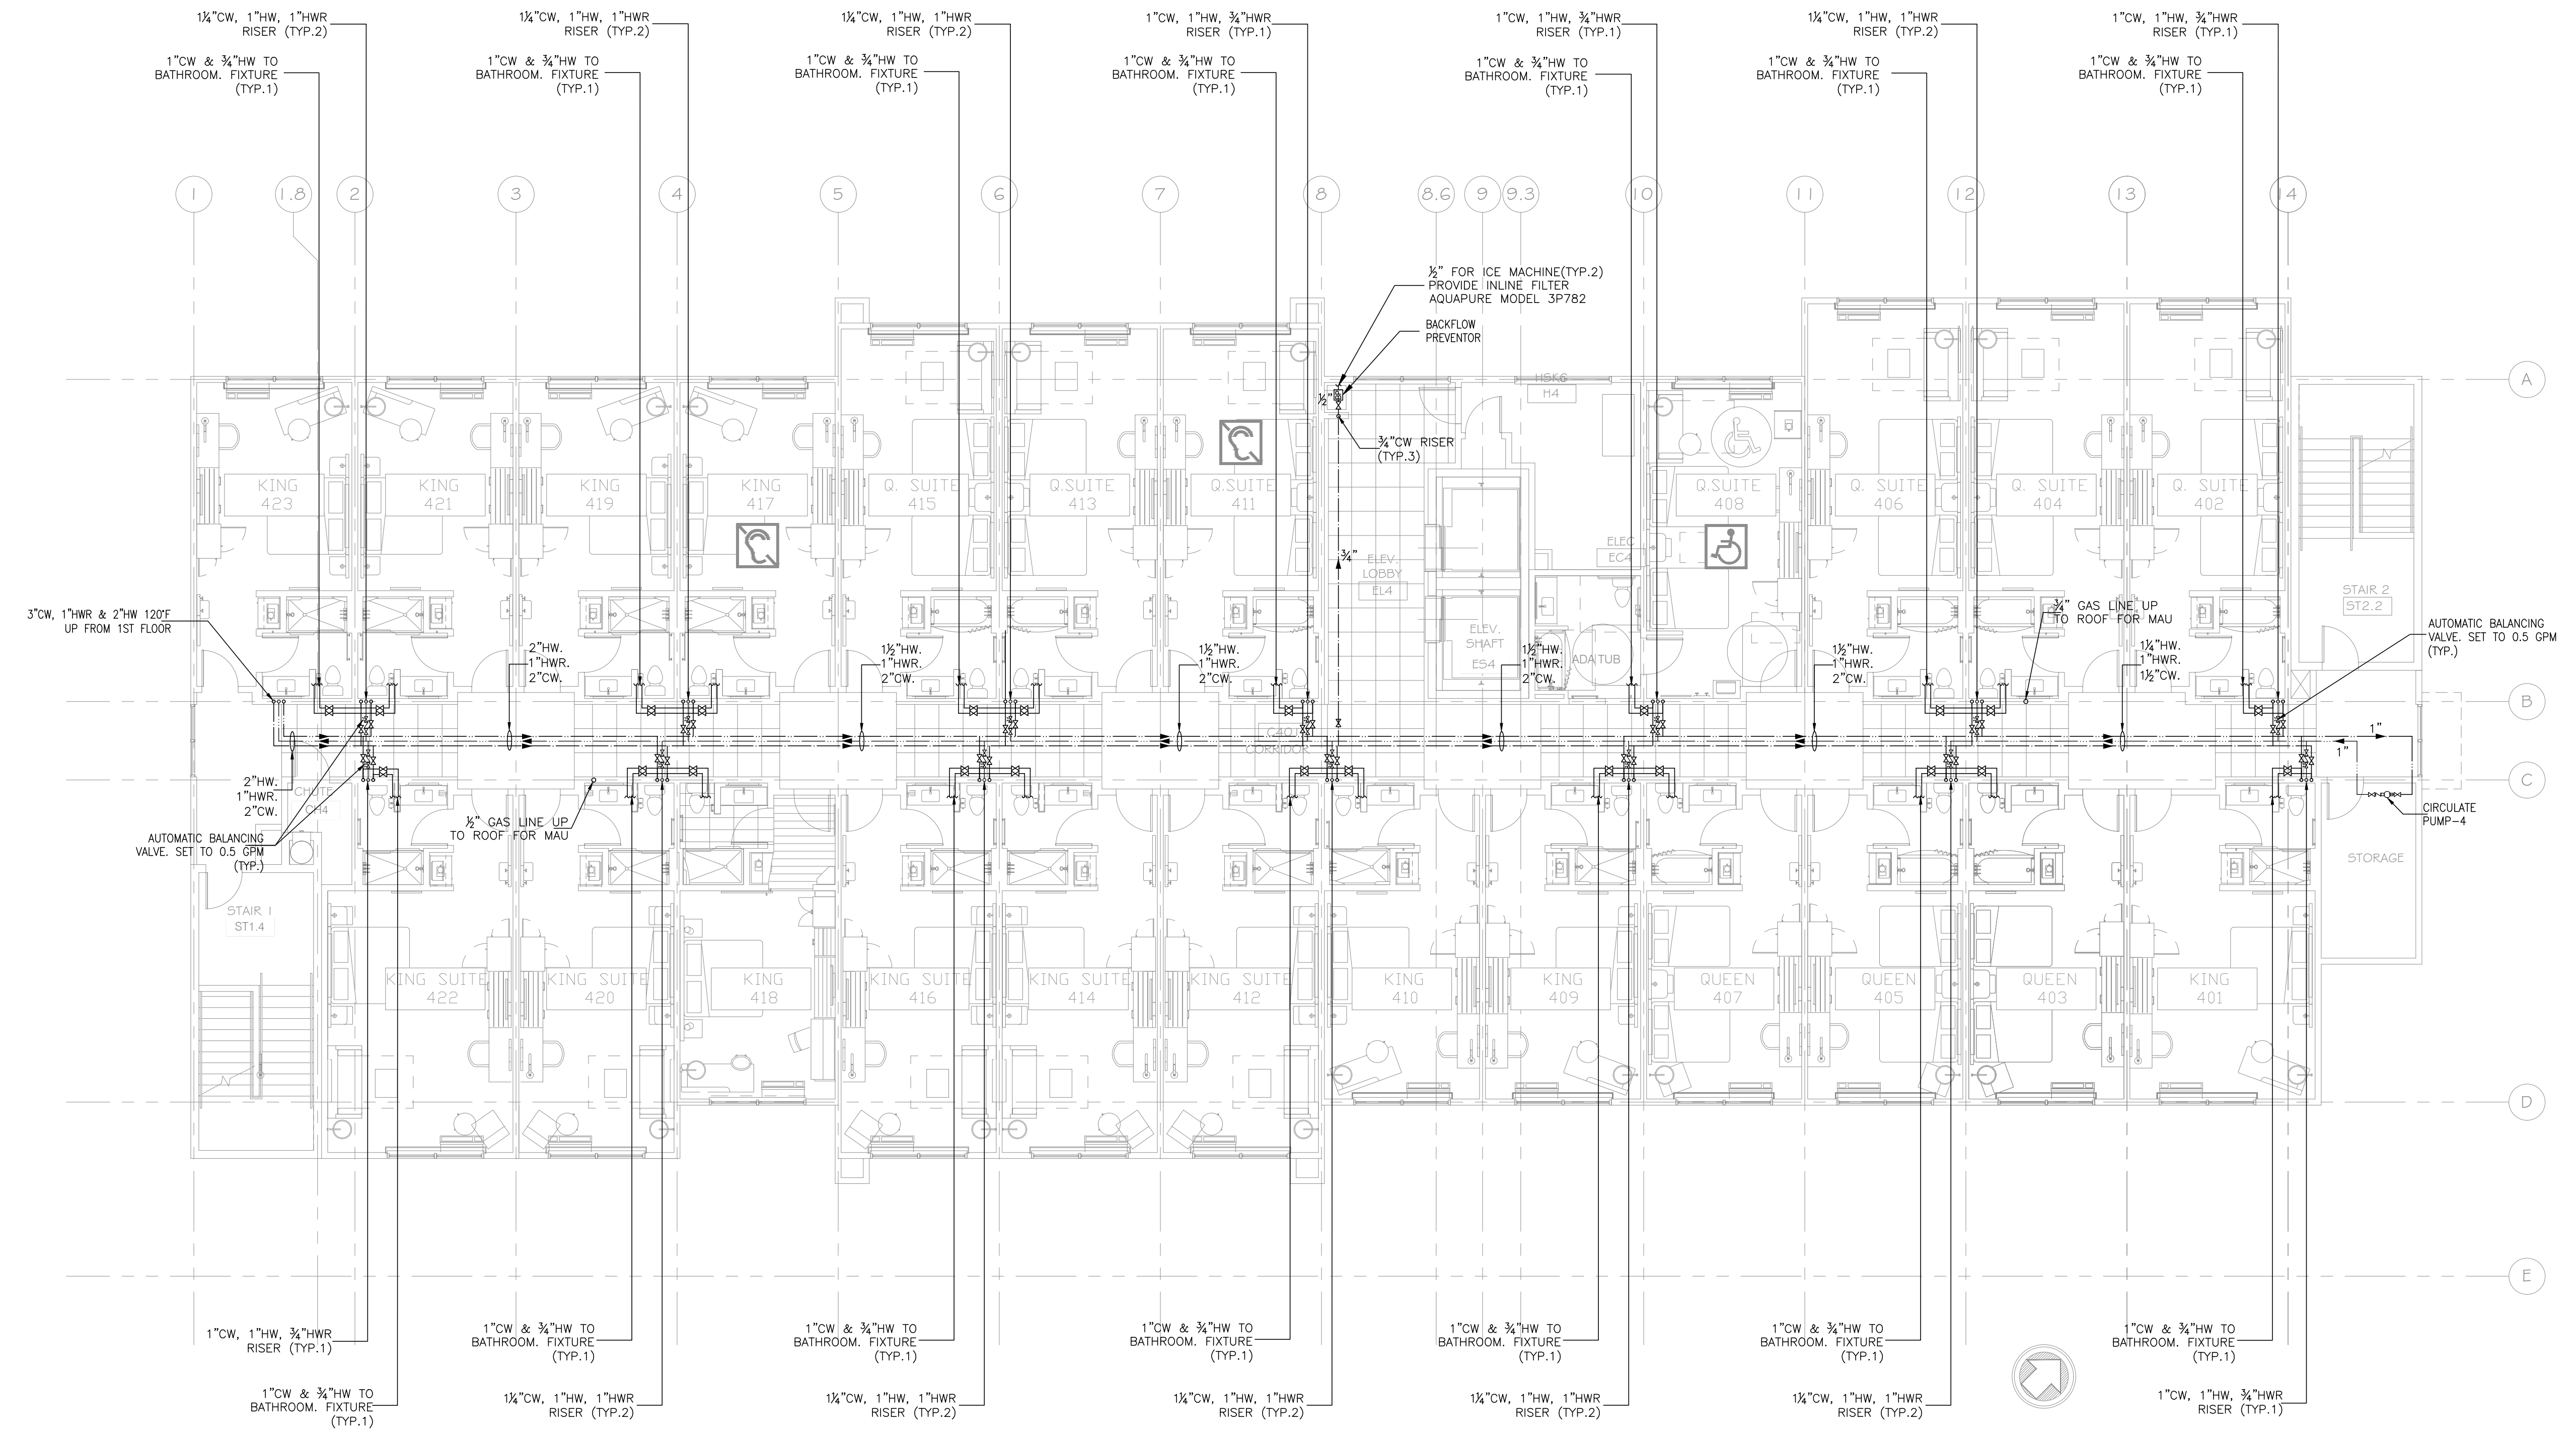 1¼"CW, 1"HW, 1"HWR
RISER (TYP.2)
1¼"CW, 1"HW, 1"HWR
RISER (TYP.2)
1¼"CW, 1"HW, 1"HWR
RISER (TYP.2)
1"CW, 1"HW, ¾"HWR
RISER (TYP.1)
1"CW, 1"HW, ¾"HWR
RISER (TYP.1)
1¼"CW, 1"HW, 1"HWR
RISER (TYP.2)
1"CW, 1"HW, ¾"HWR
RISER (TYP.1)
1"CW & ¾"HW TO
BATHROOM. FIXTURE
(TYP.1)
1"CW & ¾"HW TO
BATHROOM. FIXTURE
(TYP.1)
1"CW & ¾"HW TO
BATHROOM. FIXTURE
(TYP.1)
1"CW & ¾"HW TO
BATHROOM. FIXTURE
(TYP.1)
1"CW & ¾"HW TO
BATHROOM. FIXTURE
(TYP.1)
1"CW & ¾"HW TO
BATHROOM. FIXTURE
(TYP.1)
1"CW & ¾"HW TO
BATHROOM. FIXTURE
(TYP.1)
1
1.8
2
3
4
5
6
7
8
8.6
9
9.3
10
11
12
13
14
½" FOR ICE MACHINE(TYP.2)
PROVIDE INLINE FILTER
AQUAPURE MODEL 3P782
BACKFLOW
PREVENTOR
A
HSKG
H4
½"
¾"CW RISER
(TYP.3)
KING
423
KING
421
KING
419
KING
417
Q. SUITE
415
Q.SUITE
413
Q.SUITE
411
Q.SUITE
408
Q. SUITE
406
Q. SUITE
404
Q. SUITE
402
¾"
ELEV.
LOBBY
EL4
ELEC
EC4
STAIR 2
ST2.2
3"CW, 1"HWR & 2"HW 120°F
UP FROM 1ST FLOOR
ELEV.
SHAFT
ES4
ADA TUB
¾" GAS LINE UP
TO ROOF FOR MAU
AUTOMATIC BALANCING
VALVE. SET TO 0.5 GPM
(TYP.)
2"HW.
1"HWR.
2"CW.
1½"HW.
1"HWR.
2"CW.
1½"HW.
1"HWR.
2"CW.
1½"HW.
1"HWR.
2"CW.
1½"HW.
1"HWR.
2"CW.
1¼"HW.
1"HWR.
1½"CW.
B
C401
CORRIDOR
1"
1"
C
2"HW.
1"HWR.
2"CW.
CHUTE
CH4
½" GAS LINE UP
TO ROOF FOR MAU
CIRCULATE
PUMP-4
AUTOMATIC BALANCING
VALVE. SET TO 0.5 GPM
(TYP.)
STORAGE
STAIR 1
ST1.4
KING SUITE
422
KING SUITE
420
KING
418
KING SUITE
416
KING SUITE
414
KING SUITE
412
KING
410
KING
409
QUEEN
407
QUEEN
405
QUEEN
403
KING
401
D
E
1"CW, 1"HW, ¾"HWR
RISER (TYP.1)
1"CW & ¾"HW TO
BATHROOM. FIXTURE
(TYP.1)
1"CW & ¾"HW TO
BATHROOM. FIXTURE
(TYP.1)
1"CW & ¾"HW TO
BATHROOM. FIXTURE
(TYP.1)
1"CW & ¾"HW TO
BATHROOM. FIXTURE
(TYP.1)
1"CW & ¾"HW TO
BATHROOM. FIXTURE
(TYP.1)
1"CW & ¾"HW TO
BATHROOM. FIXTURE
(TYP.1)
1"CW & ¾"HW TO
BATHROOM. FIXTURE
(TYP.1)
1¼"CW, 1"HW, 1"HWR
RISER (TYP.2)
1¼"CW, 1"HW, 1"HWR
RISER (TYP.2)
1¼"CW, 1"HW, 1"HWR
RISER (TYP.2)
1¼"CW, 1"HW, 1"HWR
RISER (TYP.2)
1¼"CW, 1"HW, 1"HWR
RISER (TYP.2)
1"CW, 1"HW, ¾"HWR
RISER (TYP.1)